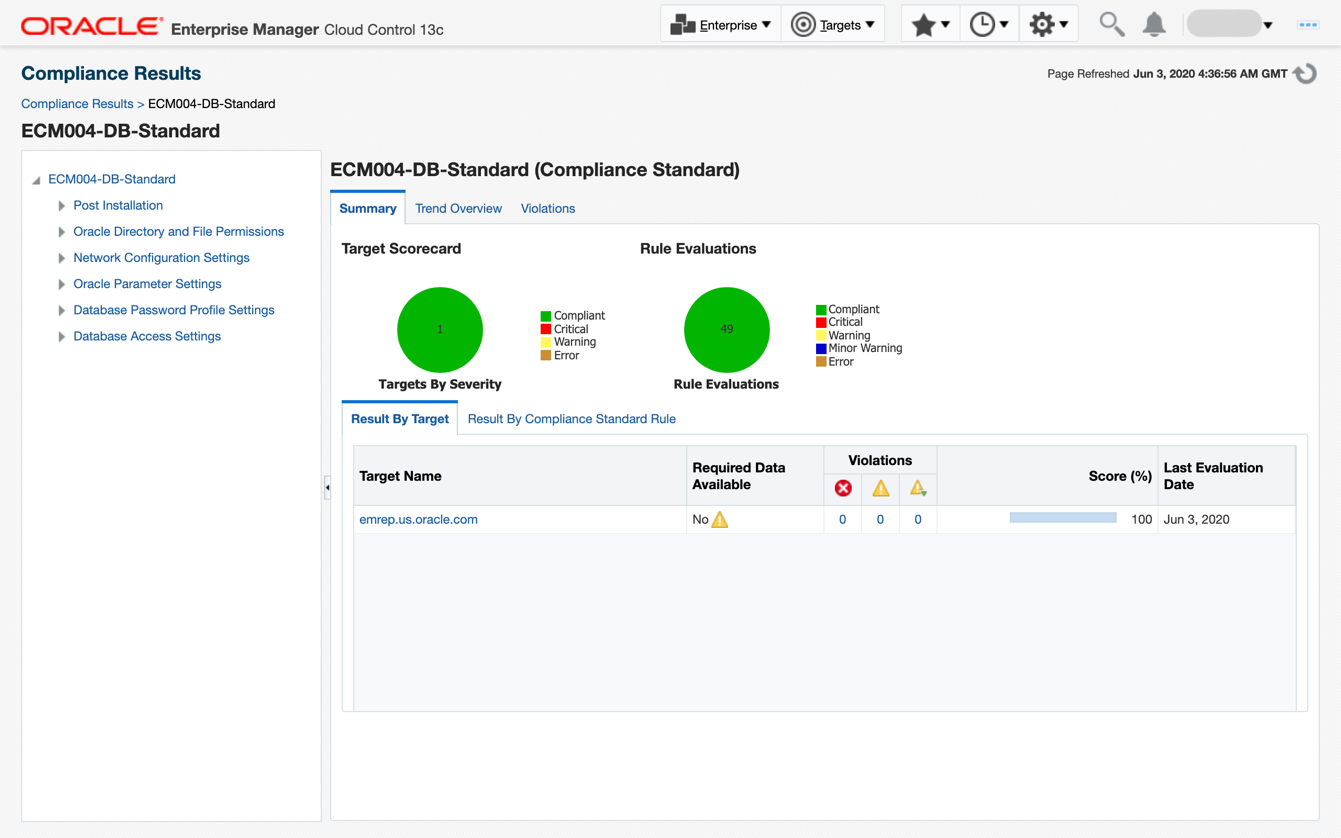 ORACLE Enterprise Manager Cloud Control 13c
Enterprise
Targets
Compliance Results
Page Refreshed Jun 3, 2020 4:36:56 AM GMT
Compliance Results > ECM004-DB-Standard
ECM004-DB-Standard
ECM004-DB-Standard
Post Installation
Oracle Directory and File Permissions
Network Configuration Settings
Oracle Parameter Settings
Database Password Profile Settings
Database Access Settings
ECM004-DB-Standard (Compliance Standard)
Summary
Trend Overview
Violations
Target Scorecard
1
Compliant
Critical
Warning
Error
Targets By Severity
Rule Evaluations
49
Compliant
Critical
Warning
Minor Warning
Error
Rule Evaluations
Result By Target
Result By Compliance Standard Rule
Target Name
Required Data
Available
Violations
Score (%)
Last Evaluation
Date
emrep.us.oracle.com
No
0
0
0
100
Jun 3, 2020